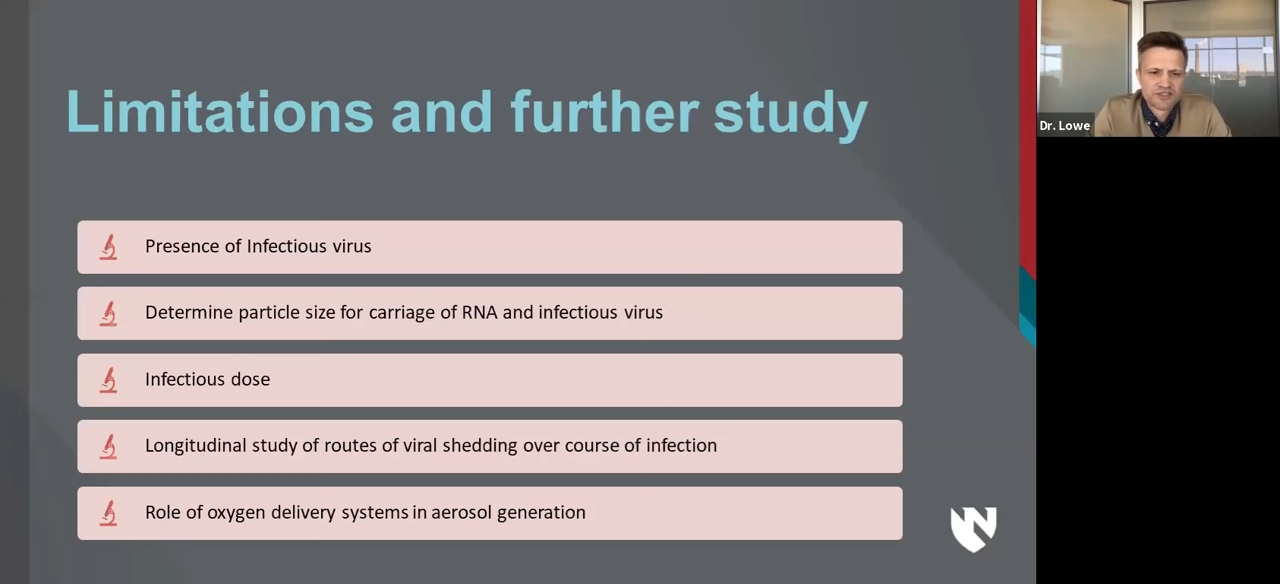 Limitations and further study
Presence of Infectious virus
Determine particle size for carriage of RNA and infectious virus
Infectious dose
Longitudinal study of routes of viral shedding over course of infection
Role of oxygen delivery systems in aerosol generation
Dr. Lowe